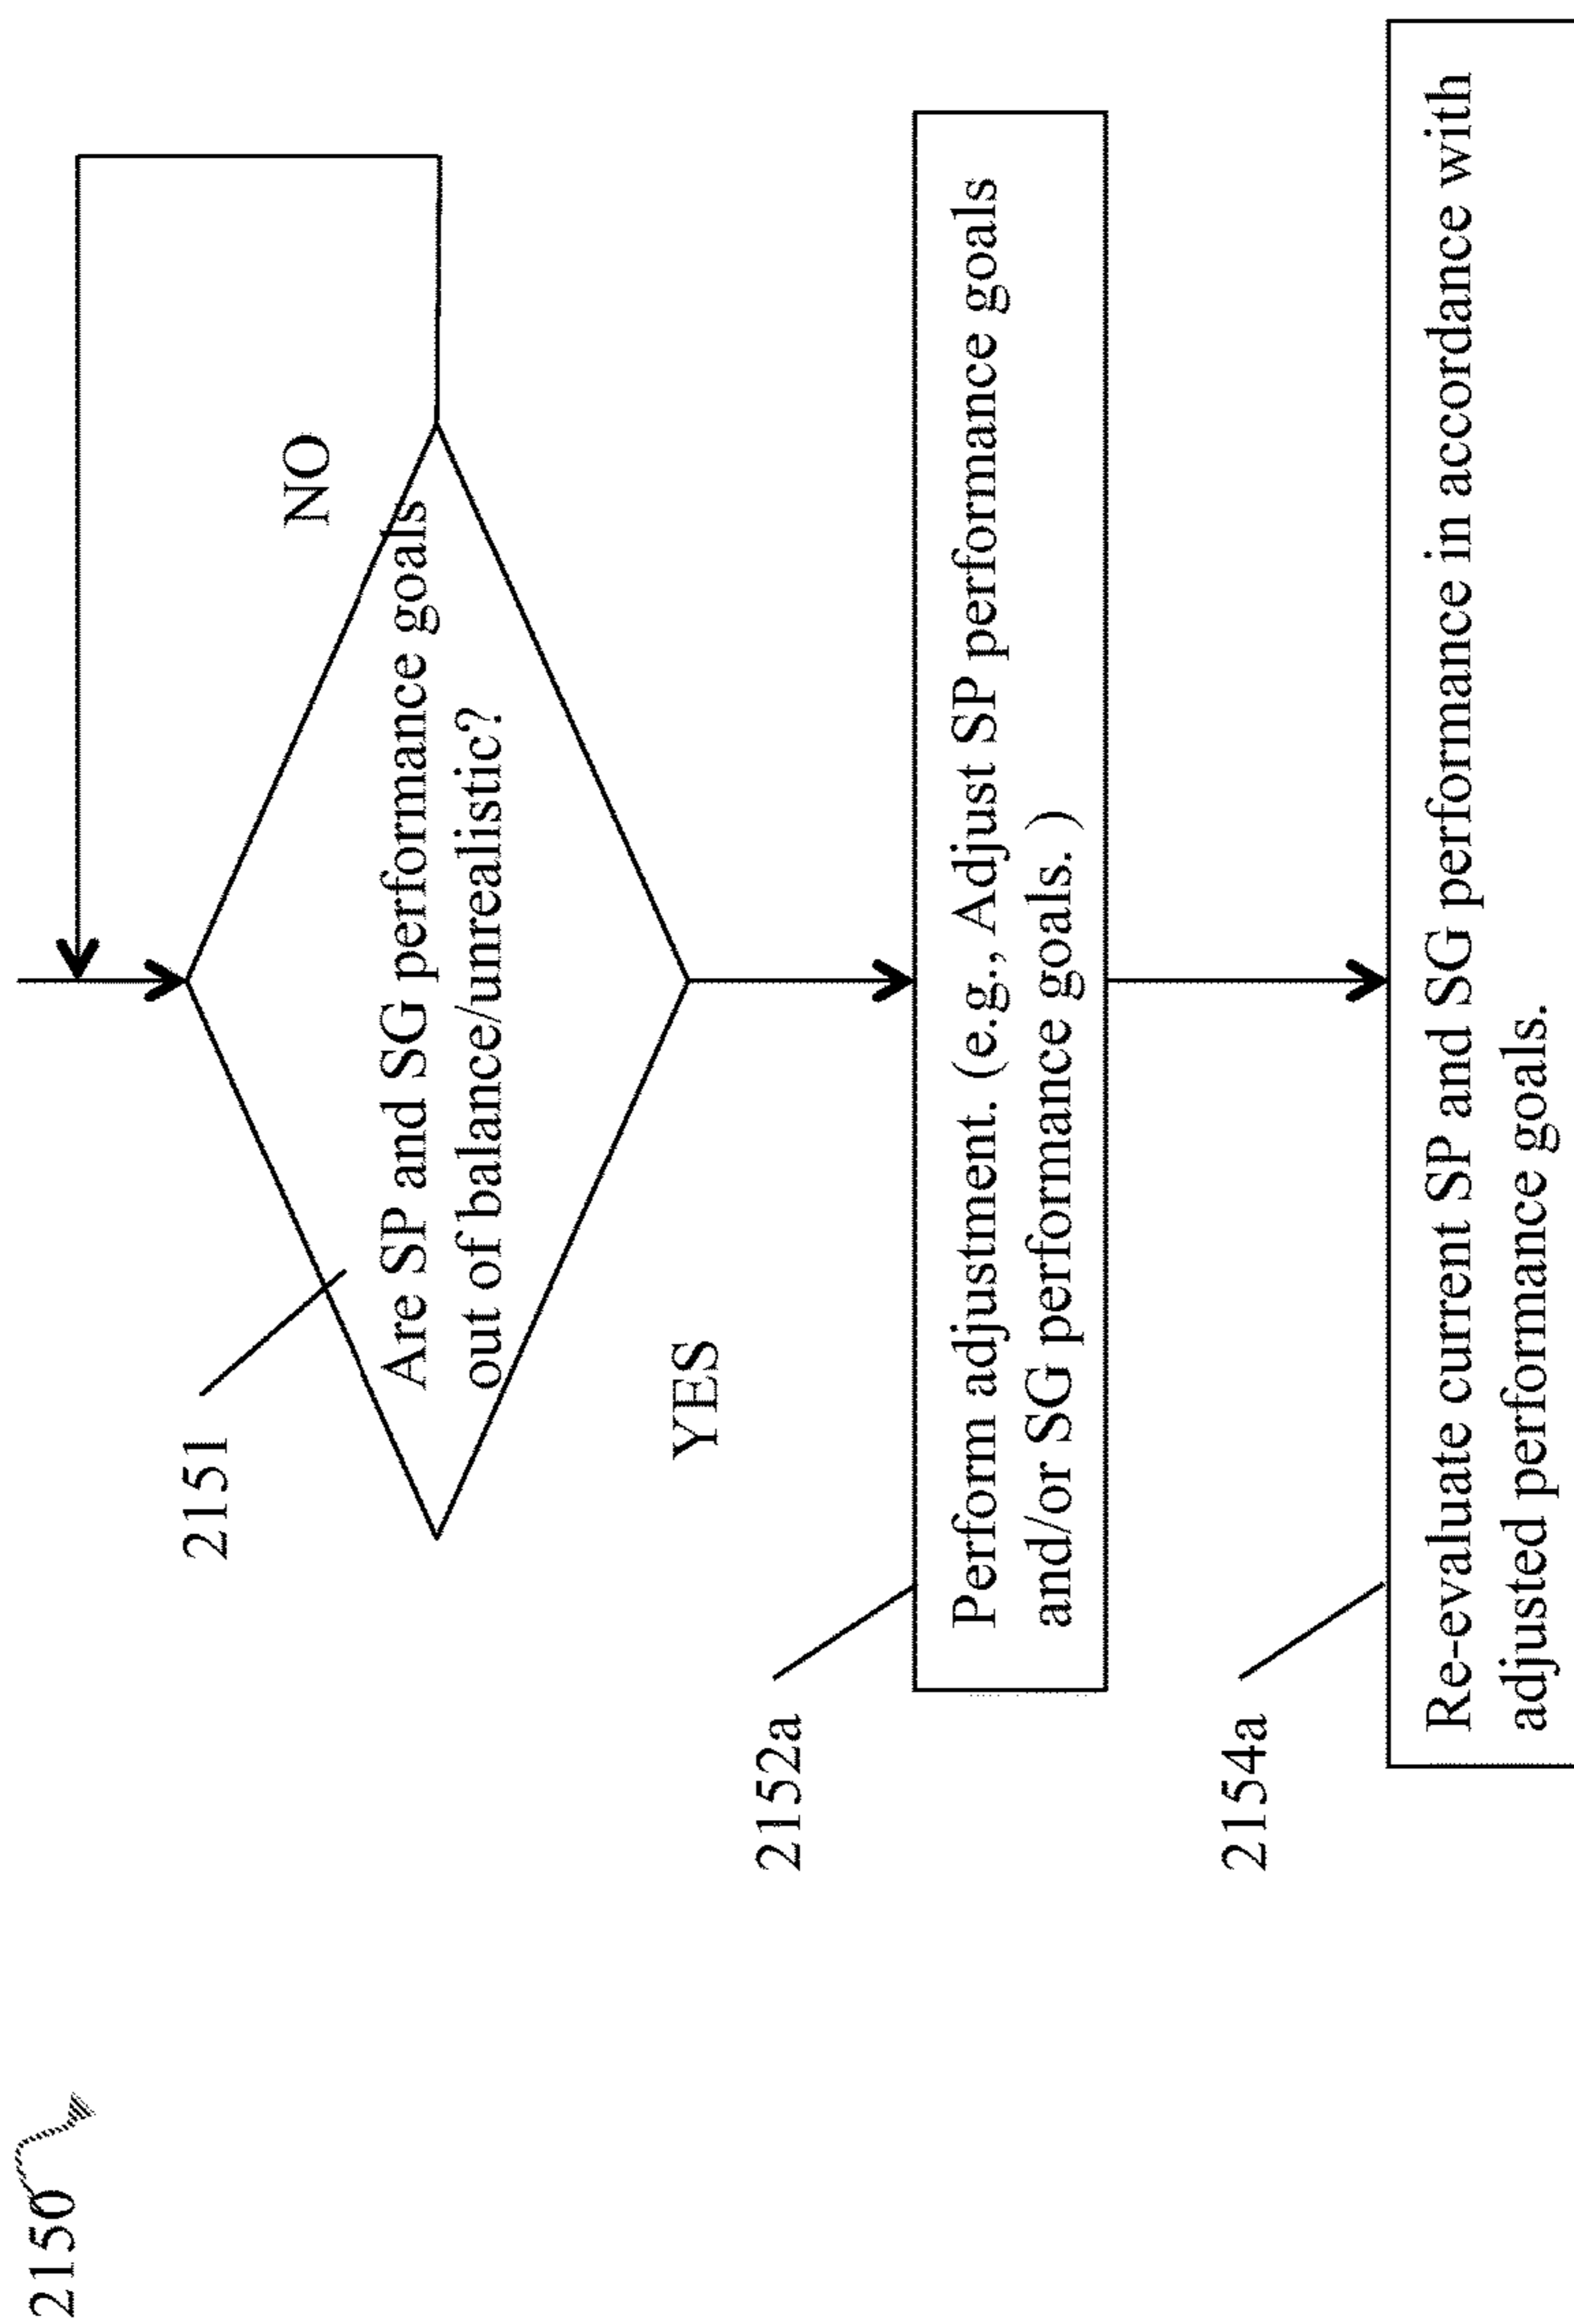 2150
2151
Are SP and SG performance goals
out of balance/unrealistic?
NO
YES
2152a
Perform adjustment. (e.g., Adjust SP performance goals
and/or SG performance goals. )
2154a
Re-evaluate current SP and SG performance in accordance with
adjusted performance goals.